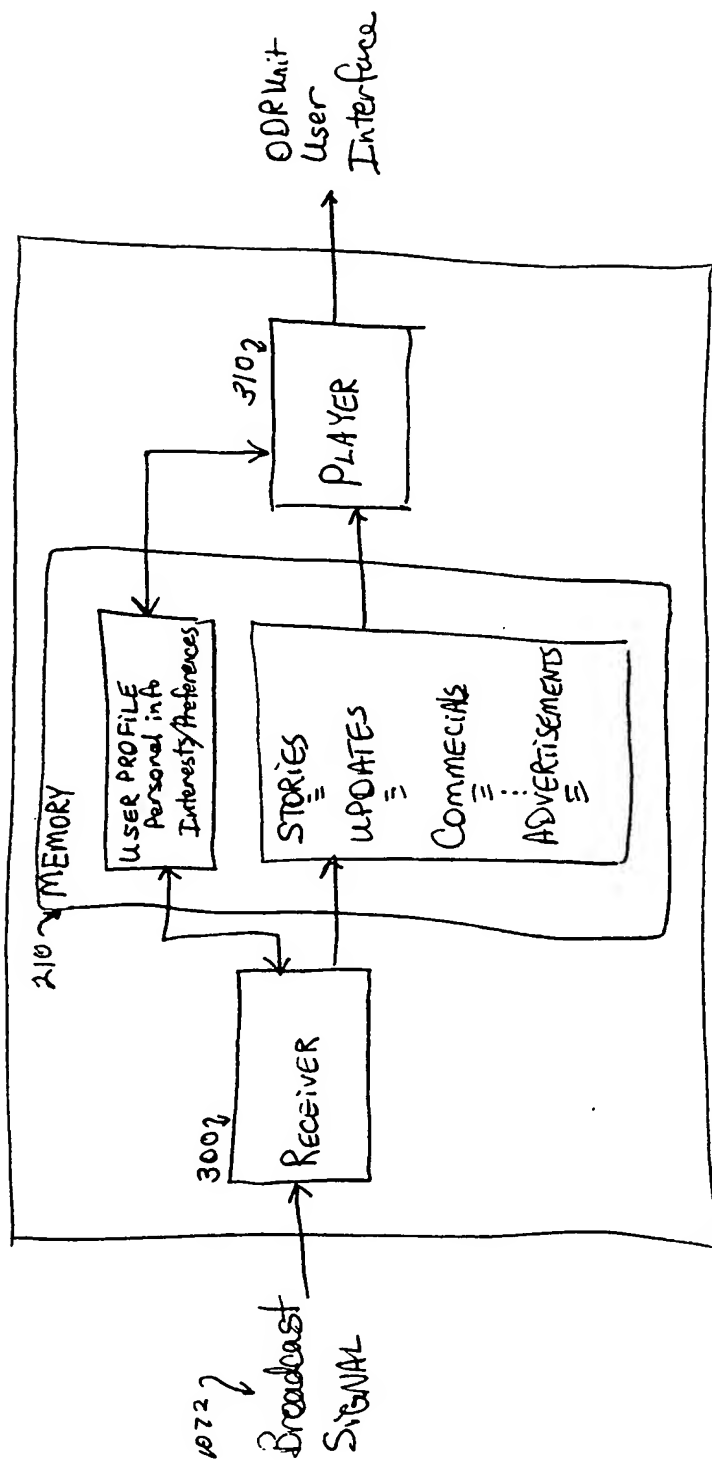 1072
Broadcast
SIGNAL
300
RECEIVER
210
MEMORY
USER PROFILE
Personal info
Interests/Preferences
STORIES
UPDATES
COMMECIALS
ADVERTISEMENTS
310
PLAYER
ODR Unit
User
Interface